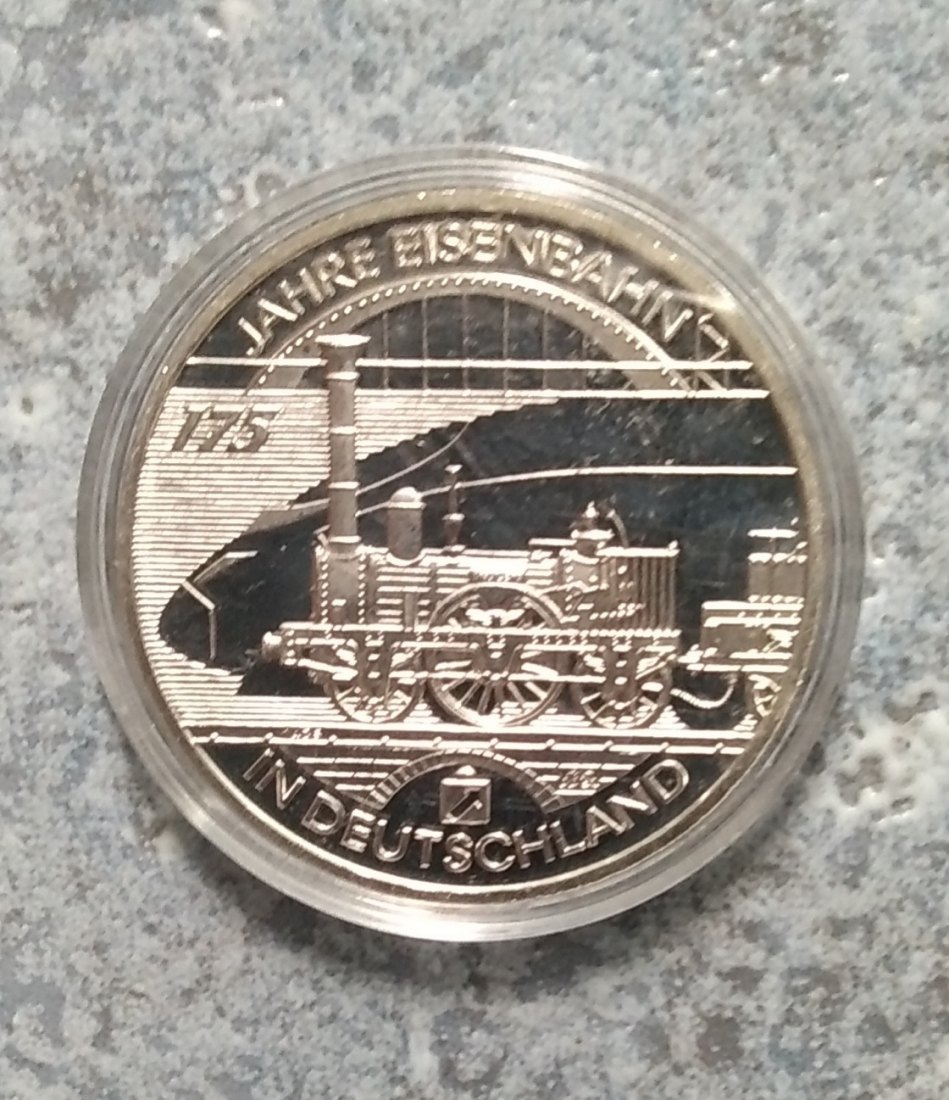 175
JAHRE EISENBAHN
IN DEUTSCHLAND